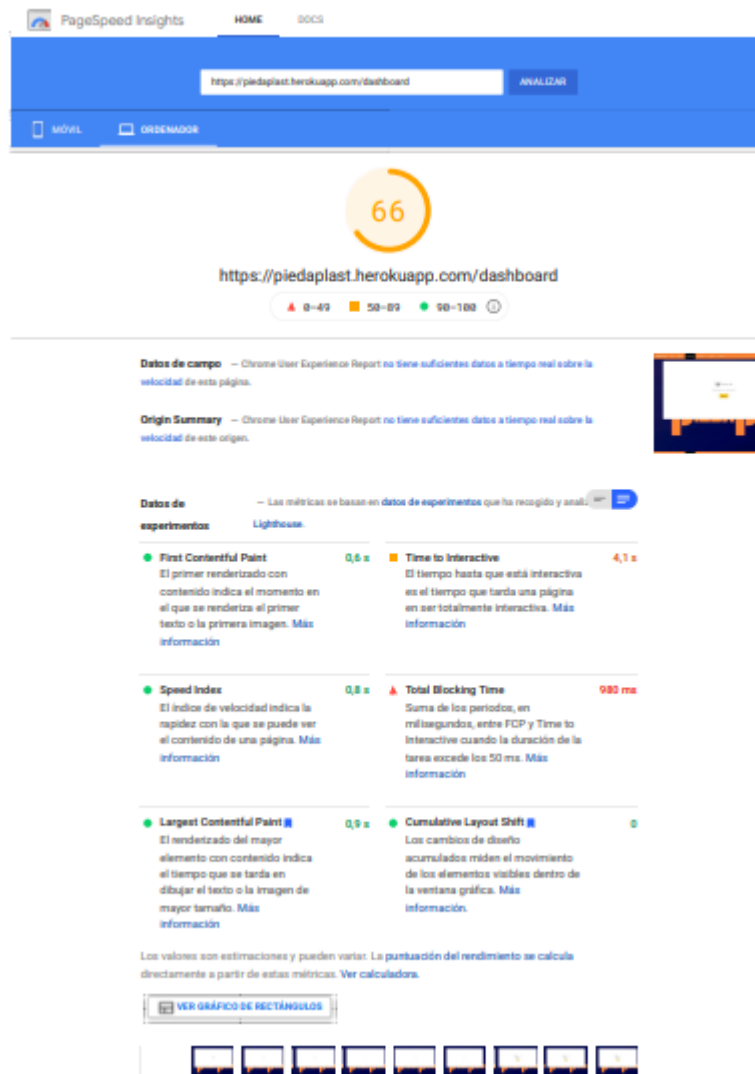 PageSpeed Insights HOME DOCS
https://piedaplast.herokuapp.com/dashboard ANALIZAR
MÓVIL ORDENADOR
66
https://piedaplast.herokuapp.com/dashboard
0–49 50–89 90–100
Datos de campo — Chrome User Experience Report no tiene suficientes datos a tiempo real sobre la
velocidad de esta página.
Origin Summary — Chrome User Experience Report no tiene suficientes datos a tiempo real sobre la
velocidad de este origen.
Datos de
experimentos
— Las métricas se basan en datos de experimentos que ha recogido y analiz
Lighthouse.
First Contentful Paint 0,6 s
El primer renderizado con
contenido indica el momento en
el que se renderiza el primer
texto o la primera imagen. Más
información
Time to Interactive 4,1 s
El tiempo hasta que está interactiva
es el tiempo que tarda una página
en ser totalmente interactiva. Más
información
Speed Index 0,8 s
El índice de velocidad indica la
rapidez con la que se puede ver
el contenido de una página. Más
información
Total Blocking Time 980 ms
Suma de los periodos, en
milisegundos, entre FCP y Time to
Interactive cuando la duración de la
tarea excede los 50 ms. Más
información
Largest Contentful Paint 0,9 s
El renderizado del mayor
elemento con contenido indica
el tiempo que se tarda en
dibujar el texto o la imagen de
mayor tamaño. Más
información
Cumulative Layout Shift 0
Los cambios de diseño
acumulados miden el movimiento
de los elementos visibles dentro de
la ventana gráfica. Más
información.
Los valores son estimaciones y pueden variar. La puntuación del rendimiento se calcula
directamente a partir de estas métricas. Ver calculadora.
VER GRÁFICO DE RECTÁNGULOS